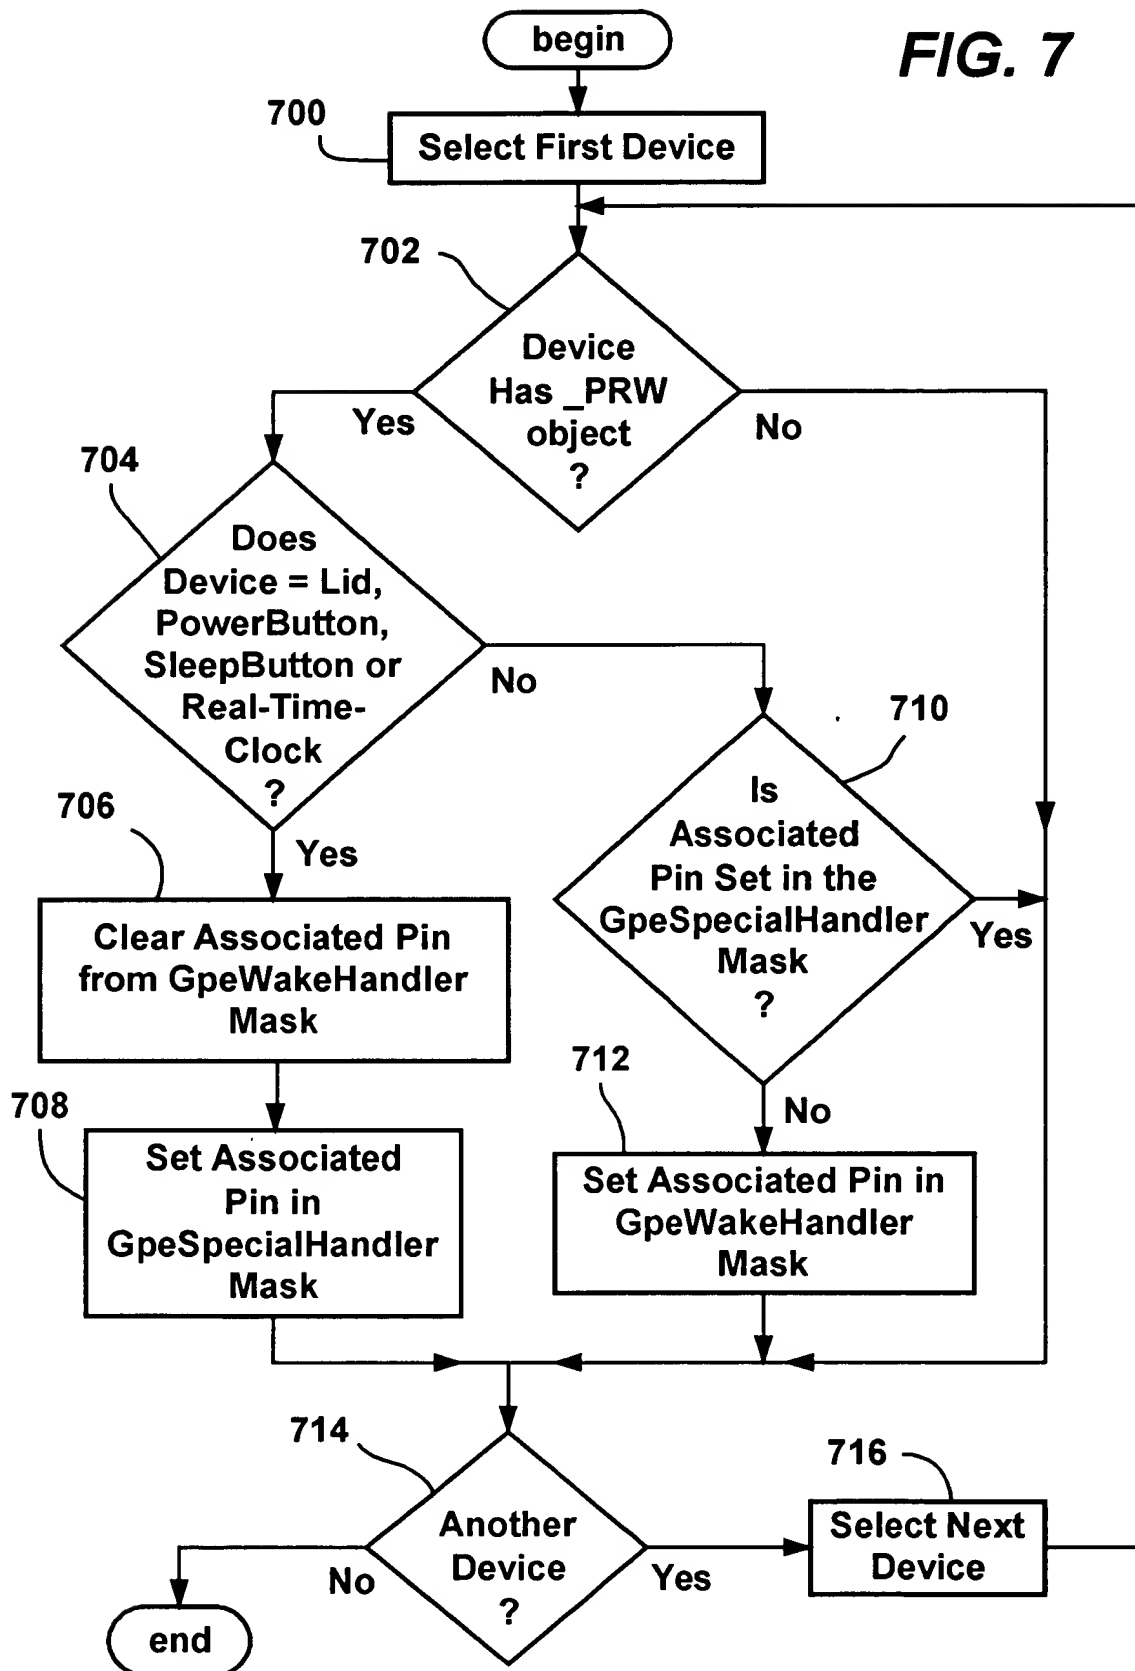 begin
FIG. 7
700
Select First Device
702
Device
Has _PRW
object
?
Yes
No
704
Does
Device = Lid,
PowerButton,
SleepButton or
Real-Time-
Clock
?
No
Yes
710
Is
Associated
Pin Set in the
GpeSpecialHandler
Mask
?
Yes
No
706
Clear Associated Pin
from GpeWakeHandler
Mask
708
Set Associated
Pin in
GpeSpecialHandler
Mask
712
Set Associated Pin in
GpeWakeHandler
Mask
714
Another
Device
?
No
Yes
716
Select Next
Device
end